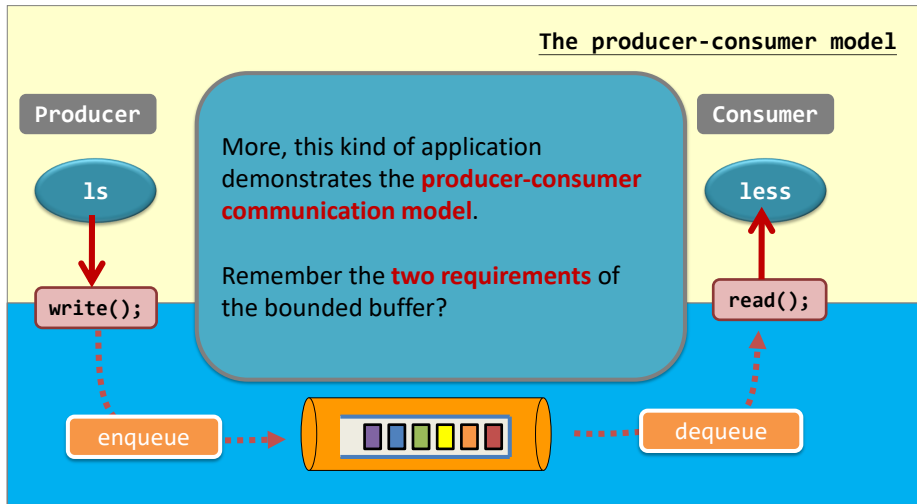 The producer-consumer model
Producer
Consumer
ls
less
More, this kind of application
demonstrates the producer-consumer
communication model.
Remember the two requirements of
the bounded buffer?
write();
read();
enqueue
dequeue